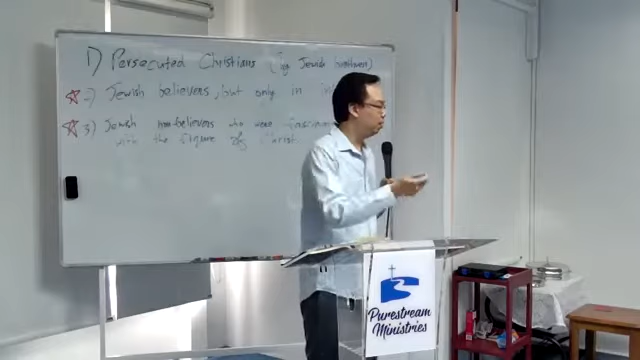 1) Persecuted Christians (by Jewish brethren)
2) Jewish believers, but only in
3) Jewish non-believers who were
with the figure of Christ
Purestream
Ministries